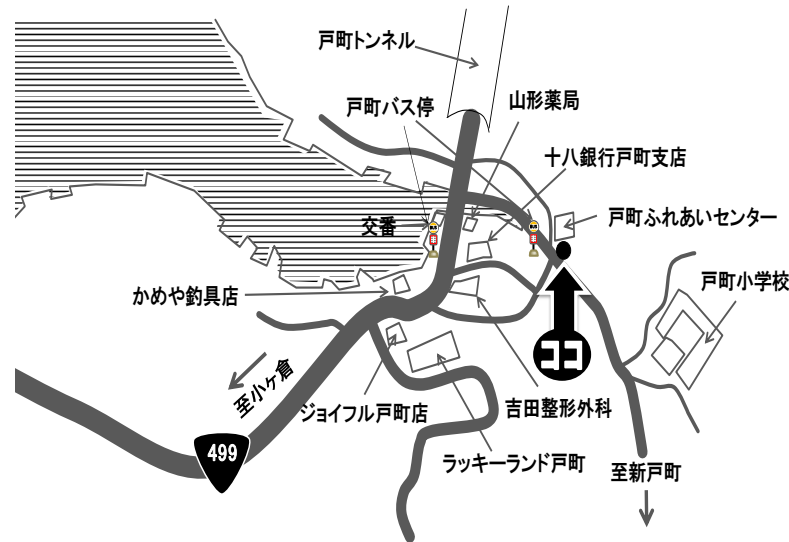 戸町トンネル
戸町バス停
山形薬局
十八銀行戸町支店
交番
戸町ふれあいセンター
戸町小学校
かめや釣具店
ココ
至小ヶ倉
ジョイフル戸町店
吉田整形外科
499
ラッキーランド戸町
至新戸町